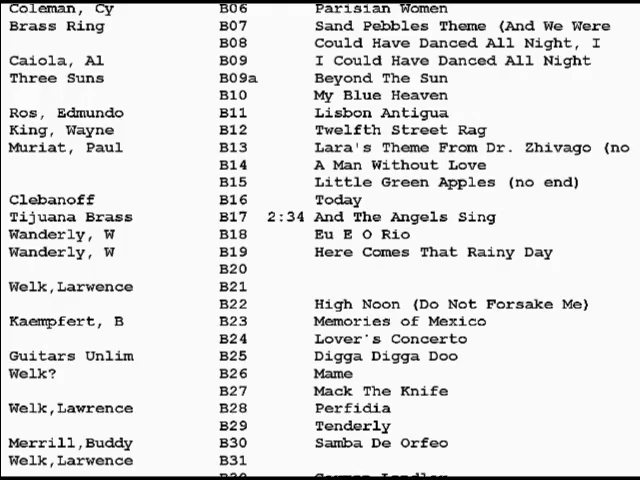 Coleman, Cy B06 Parisian Women
Brass Ring B07 Sand Pebbles Theme (And We Were
B08 Could Have Danced All Night, I
Caiola, Al B09 I Could Have Danced All Night
Three Suns B09a Beyond The Sun
B10 My Blue Heaven
Ros, Edmundo B11 Lisbon Antigua
King, Wayne B12 Twelfth Street Rag
Muriat, Paul B13 Lara's Theme From Dr. Zhivago (no
B14 A Man Without Love
B15 Little Green Apples (no end)
Clebanoff B16 Today
Tijuana Brass B17 2:34 And The Angels Sing
Wanderly, W B18 Eu E O Rio
Wanderly, W B19 Here Comes That Rainy Day
B20
Welk,Larwence B21
B22 High Noon (Do Not Forsake Me)
Kaempfert, B B23 Memories of Mexico
B24 Lover's Concerto
Guitars Unlim B25 Digga Digga Doo
Welk? B26 Mame
B27 Mack The Knife
Welk,Lawrence B28 Perfidia
B29 Tenderly
Merrill,Buddy B30 Samba De Orfeo
Welk,Larwence B31